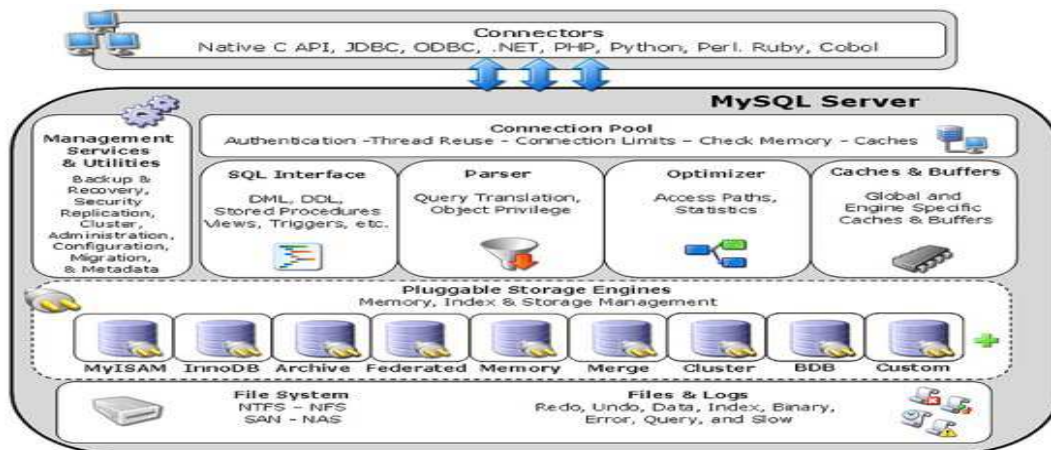 Connectors
Native C API, JDBC, ODBC, .NET, PHP, Python, Perl. Ruby, Cobol
MySQL Server
Management
Services
& Utilities
Backup &
Recovery,
Security
Replication,
Cluster,
Administration,
Configuration,
Migration,
& Metadata
Connection Pool
Authentication -Thread Reuse - Connection Limits – Check Memory - Caches
SQL Interface
DML, DDL,
Stored Procedures
Views, Triggers, etc.
Parser
Query Translation,
Object Privilege
Optimizer
Access Paths,
Statistics
Caches & Buffers
Global and
Engine Specific
Caches & Buffers
Pluggable Storage Engines
Memory, Index & Storage Management
MyISAM InnoDB Archive Federated Memory Merge Cluster BDB Custom
File System
NTFS – NFS
SAN - NAS
Files & Logs
Redo, Undo, Data, Index, Binary,
Error, Query, and Slow